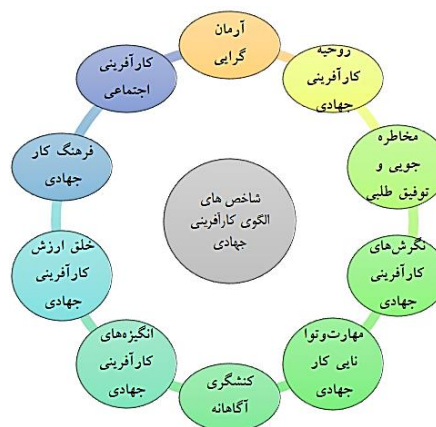 آرمان
گرایی
روحیه
کارآفرینی
جهادی
مخاطره
جویی و
توفیق طلبی
نگرش‌های
کارآفرینی
جهادی
مهارت‌وتوا
نایی کار
جهادی
کنشگری
آگاهانه
انگیزه‌های
کارآفرینی
جهادی
خلق ارزش
کارآفرینی
جهادی
فرهنگ کار
جهادی
کارآفرینی
اجتماعی
شاخص های
الگوی کارآفرینی
جهادی